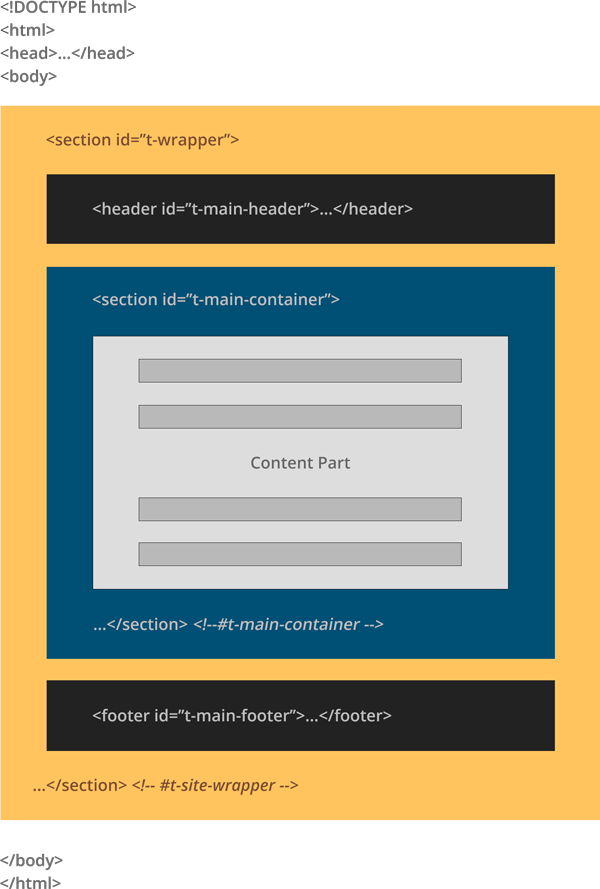 <!DOCTYPE html>
<html>
<head>...</head>
<body>
<section id=”t-wrapper”>
<header id=”t-main-header”>...</header>
<section id=”t-main-container”>
Content Part
...</section> <!--#t-main-container -->
<footer id=”t-main-footer”>...</footer>
...</section> <!-- #t-site-wrapper -->
</body>
</html>